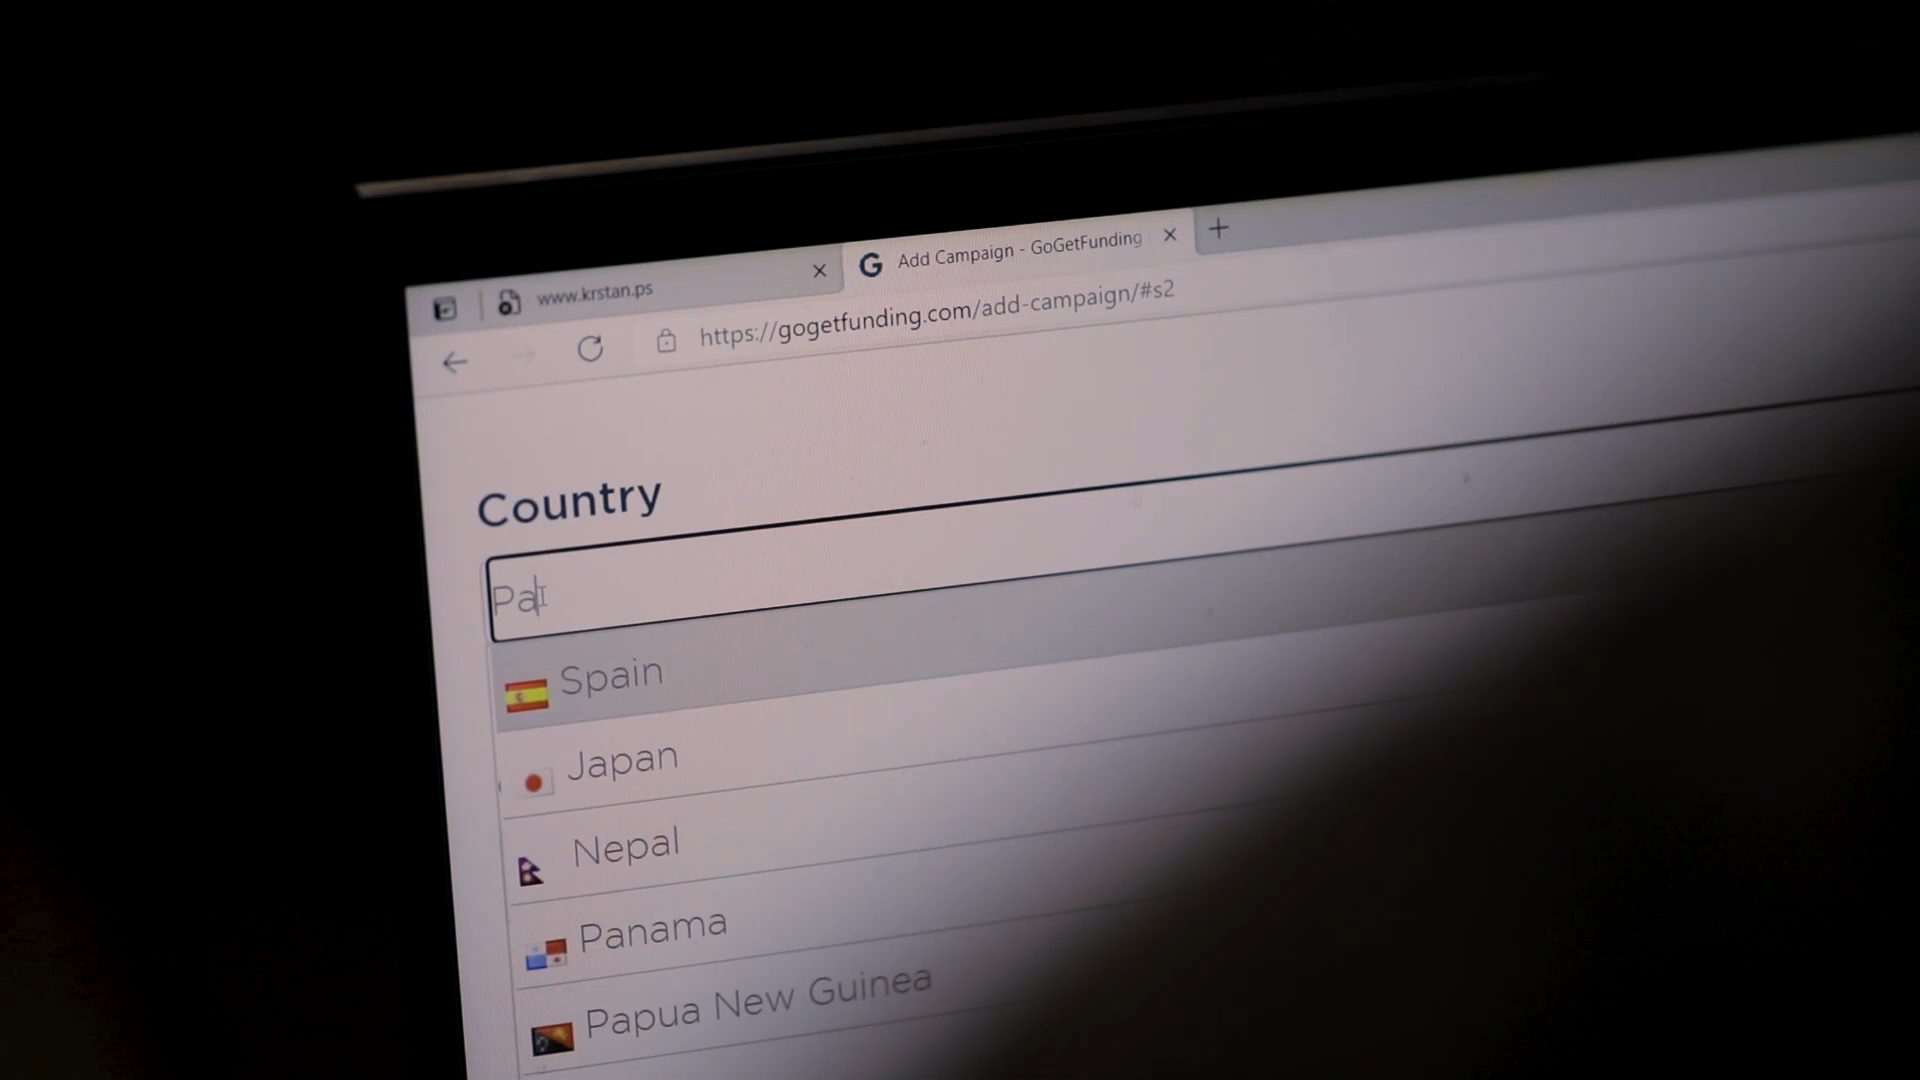 www.krstan.ps
Add Campaign - GoGetFunding
https://gogetfunding.com/add-campaign/#s2
Country
Pa
Spain
Japan
Nepal
Panama
Papua New Guinea